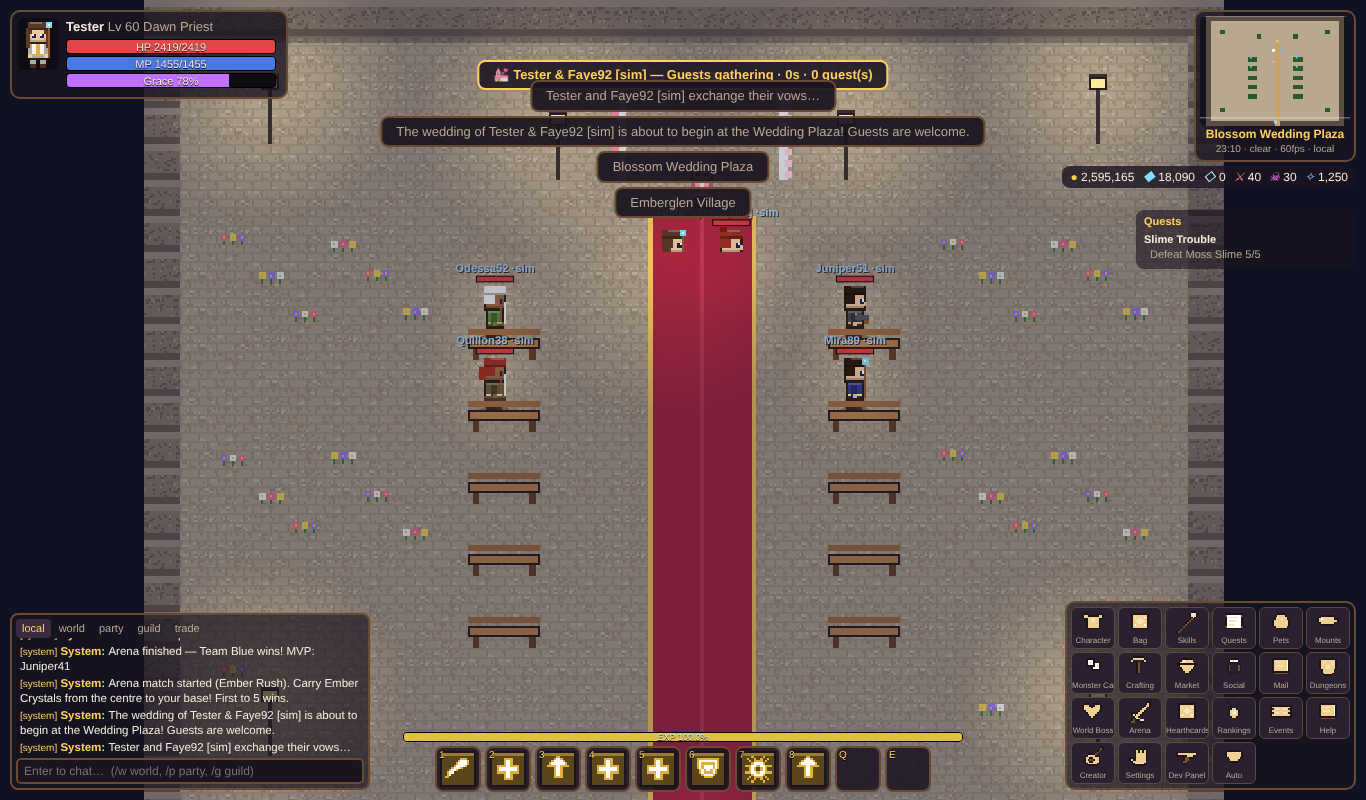 Tester Lv 60 Dawn Priest
HP 2419/2419
MP 1455/1455
Grace 78%
Tester & Faye92 [sim] — Guests gathering · 0s · 0 guest(s)
Tester and Faye92 [sim] exchange their vows…
The wedding of Tester & Faye92 [sim] is about to begin at the Wedding Plaza! Guests are welcome.
Blossom Wedding Plaza
Emberglen Village
Blossom Wedding Plaza
23:10 · clear · 60fps · local
2,595,165 18,090 0 40 30 1,250
Quests
Slime Trouble
Defeat Moss Slime 5/5
·sim
Odessa52 ·sim
Juniper51 ·sim
Quillon38 ·sim
Mira89 ·sim
local world party guild trade
[system] System: Arena finished — Team Blue wins! MVP:
Juniper41
[system] System: Arena match started (Ember Rush). Carry Ember
Crystals from the centre to your base! First to 5 wins.
[system] System: The wedding of Tester & Faye92 [sim] is about to
begin at the Wedding Plaza! Guests are welcome.
[system] System: Tester and Faye92 [sim] exchange their vows…
Enter to chat… (/w world, /p party, /g guild)
EXP 100.0%
1 2 3 4 5 6 7 8 Q E
Character Bag Skills Quests Pets Mounts
Monster Ca Crafting Market Social Mail Dungeons
World Boss Arena Hearthcards Rankings Events Help
Creator Settings Dev Panel Auto